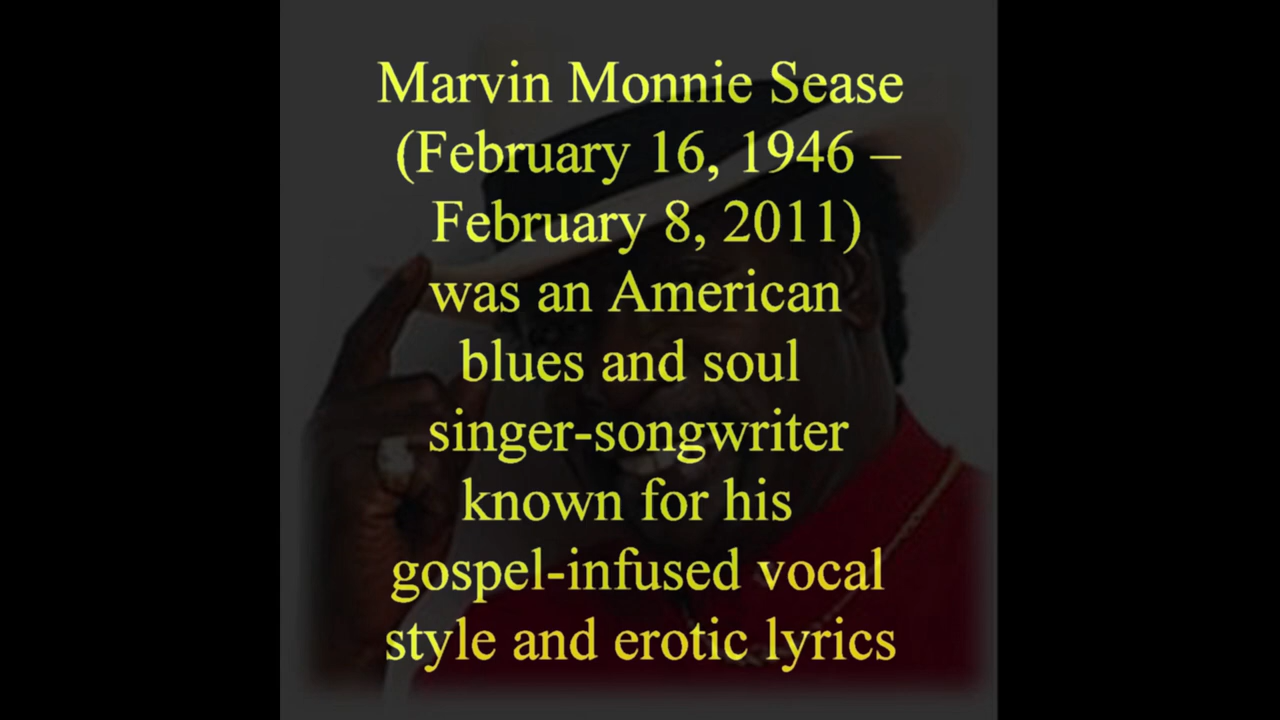 Marvin Monnie Sease
(February 16, 1946 –
February 8, 2011)
was an American
blues and soul
singer-songwriter
known for his
gospel-infused vocal
style and erotic lyrics